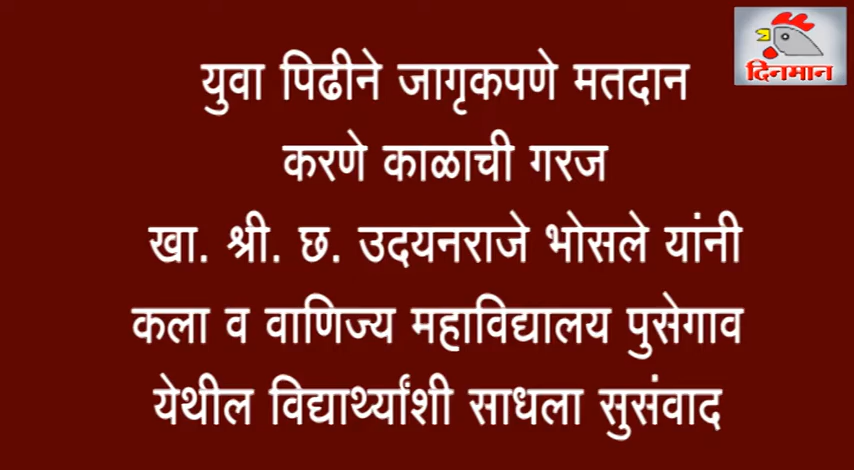 दिनमान
युवा पिढीने जागृकपणे मतदान
करणे काळाची गरज
खा. श्री. छ. उदयनराजे भोसले यांनी
कला व वाणिज्य महाविद्यालय पुसेगाव
येथील विद्यार्थ्यांशी साधला सुसंवाद